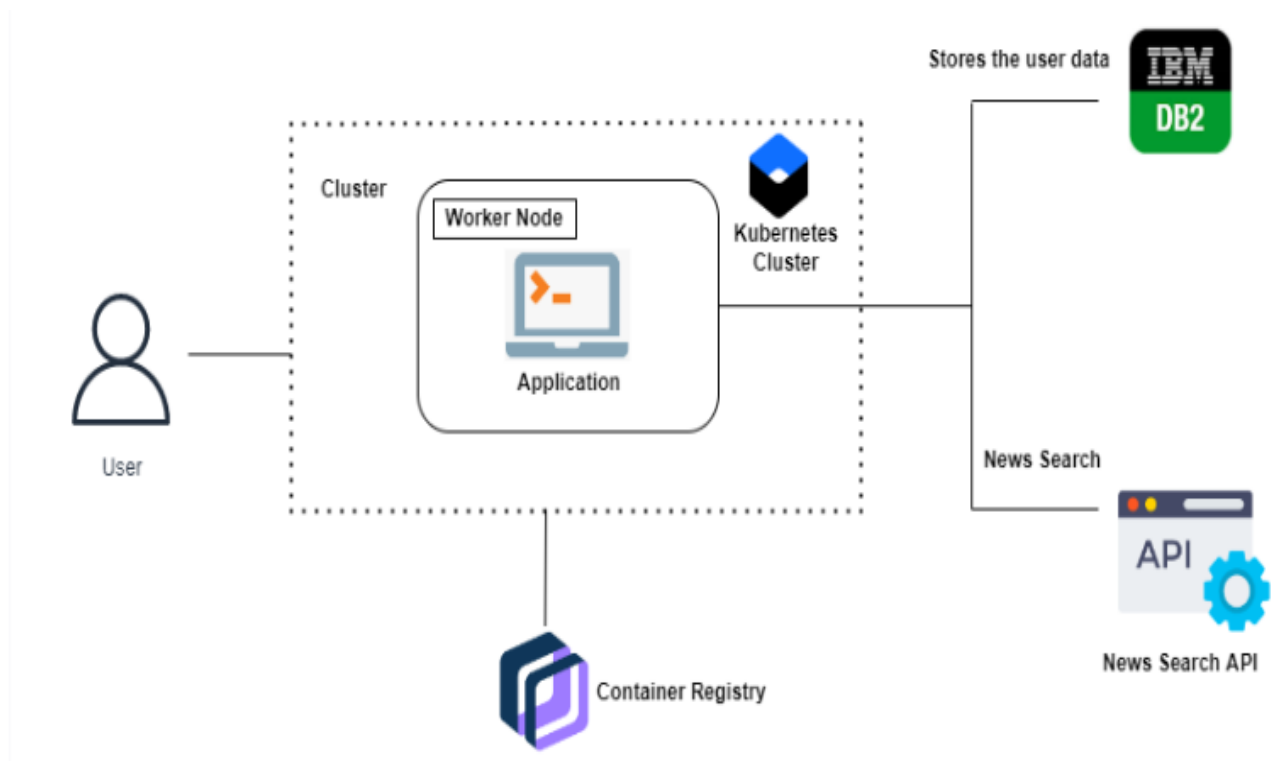 Stores the user data
IBM
DB2
Cluster
Worker Node
Kubernetes
Cluster
Application
User
News Search
API
News Search API
Container Registry